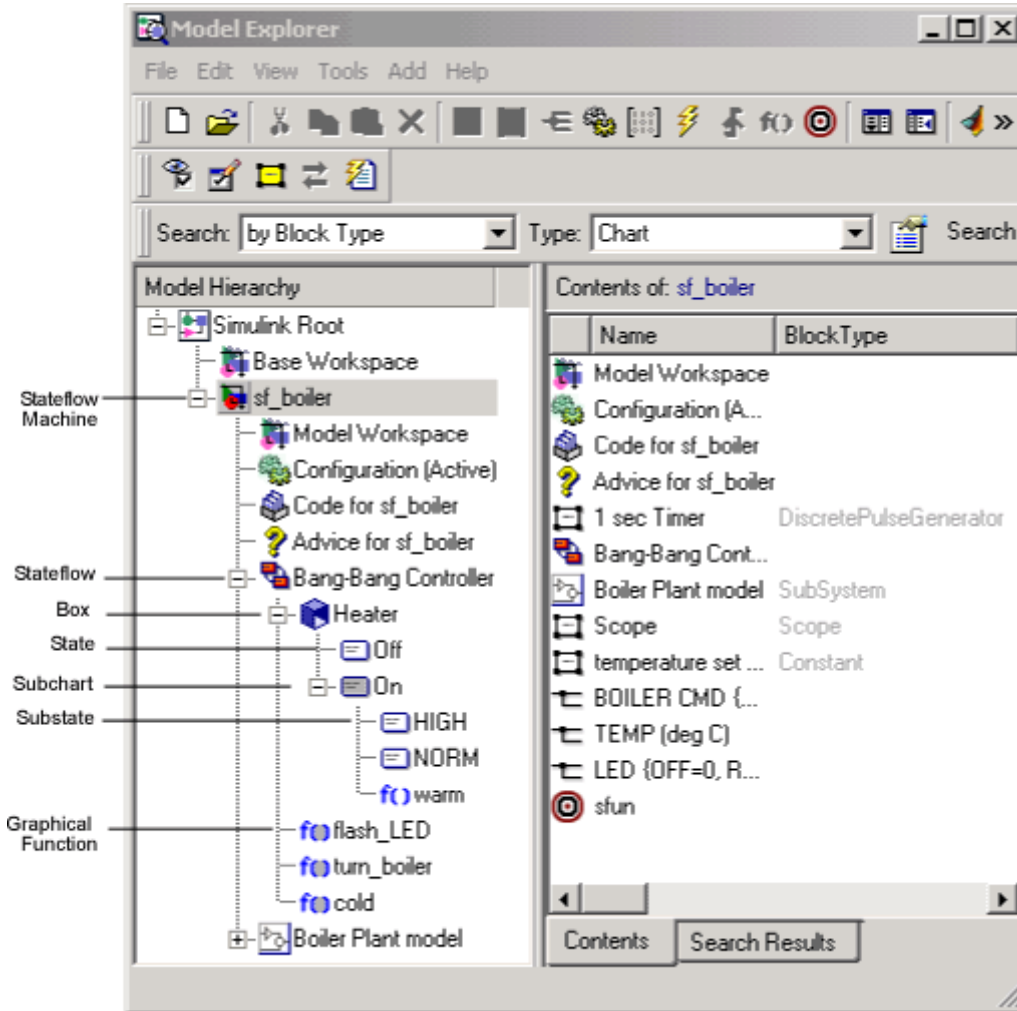 Model Explorer
File Edit View Tools Add Help
f()
Search: by Block Type Type: Chart Search
Model Hierarchy
Simulink Root
Base Workspace
Stateflow Machine
sf_boiler
Model Workspace
Configuration (Active)
Code for sf_boiler
Advice for sf_boiler
Stateflow
Bang-Bang Controller
Box
Heater
State
Off
Subchart
On
Substate
HIGH
NORM
f() warm
Graphical Function
f() flash_LED
f() turn_boiler
f() cold
Boiler Plant model
Contents of: sf_boiler
Name BlockType
Model Workspace
Configuration (A...
Code for sf_boiler
Advice for sf_boiler
1 sec Timer DiscretePulseGenerator
Bang-Bang Cont...
Boiler Plant model SubSystem
Scope Scope
temperature set ... Constant
BOILER CMD {...
TEMP (deg C)
LED {OFF=0, R...
sfun
Contents Search Results